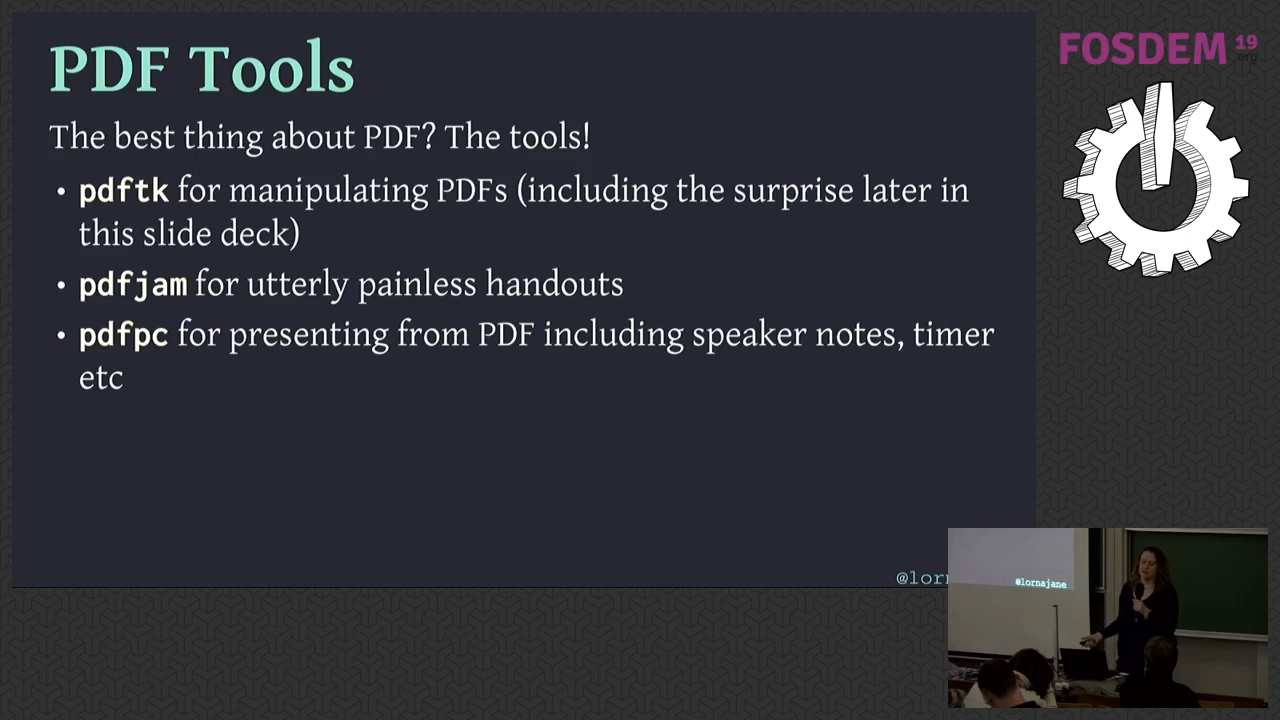 PDF Tools
The best thing about PDF? The tools!
• pdftk for manipulating PDFs (including the surprise later in
this slide deck)
• pdfjam for utterly painless handouts
• pdfpc for presenting from PDF including speaker notes, timer
etc
@lorn
FOSDEM 19
.org
@lornajane